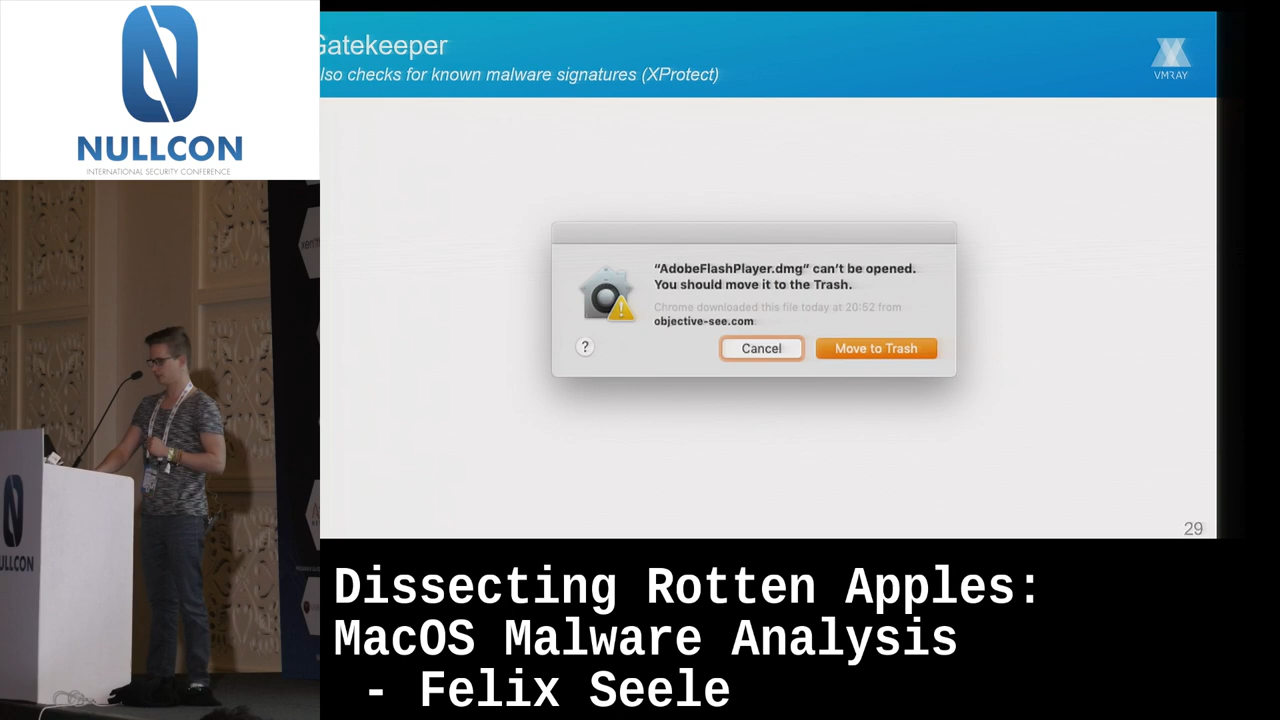 NULLCON
INTERNATIONAL SECURITY CONFERENCE
Gatekeeper
lso checks for known malware signatures (XProtect)
VMRAY
“AdobeFlashPlayer.dmg” can’t be opened.
You should move it to the Trash.
Chrome downloaded this file today at 20:52 from
objective-see.com
?
Cancel
Move to Trash
29
NULLCON
Dissecting Rotten Apples:
MacOS Malware Analysis
- Felix Seele